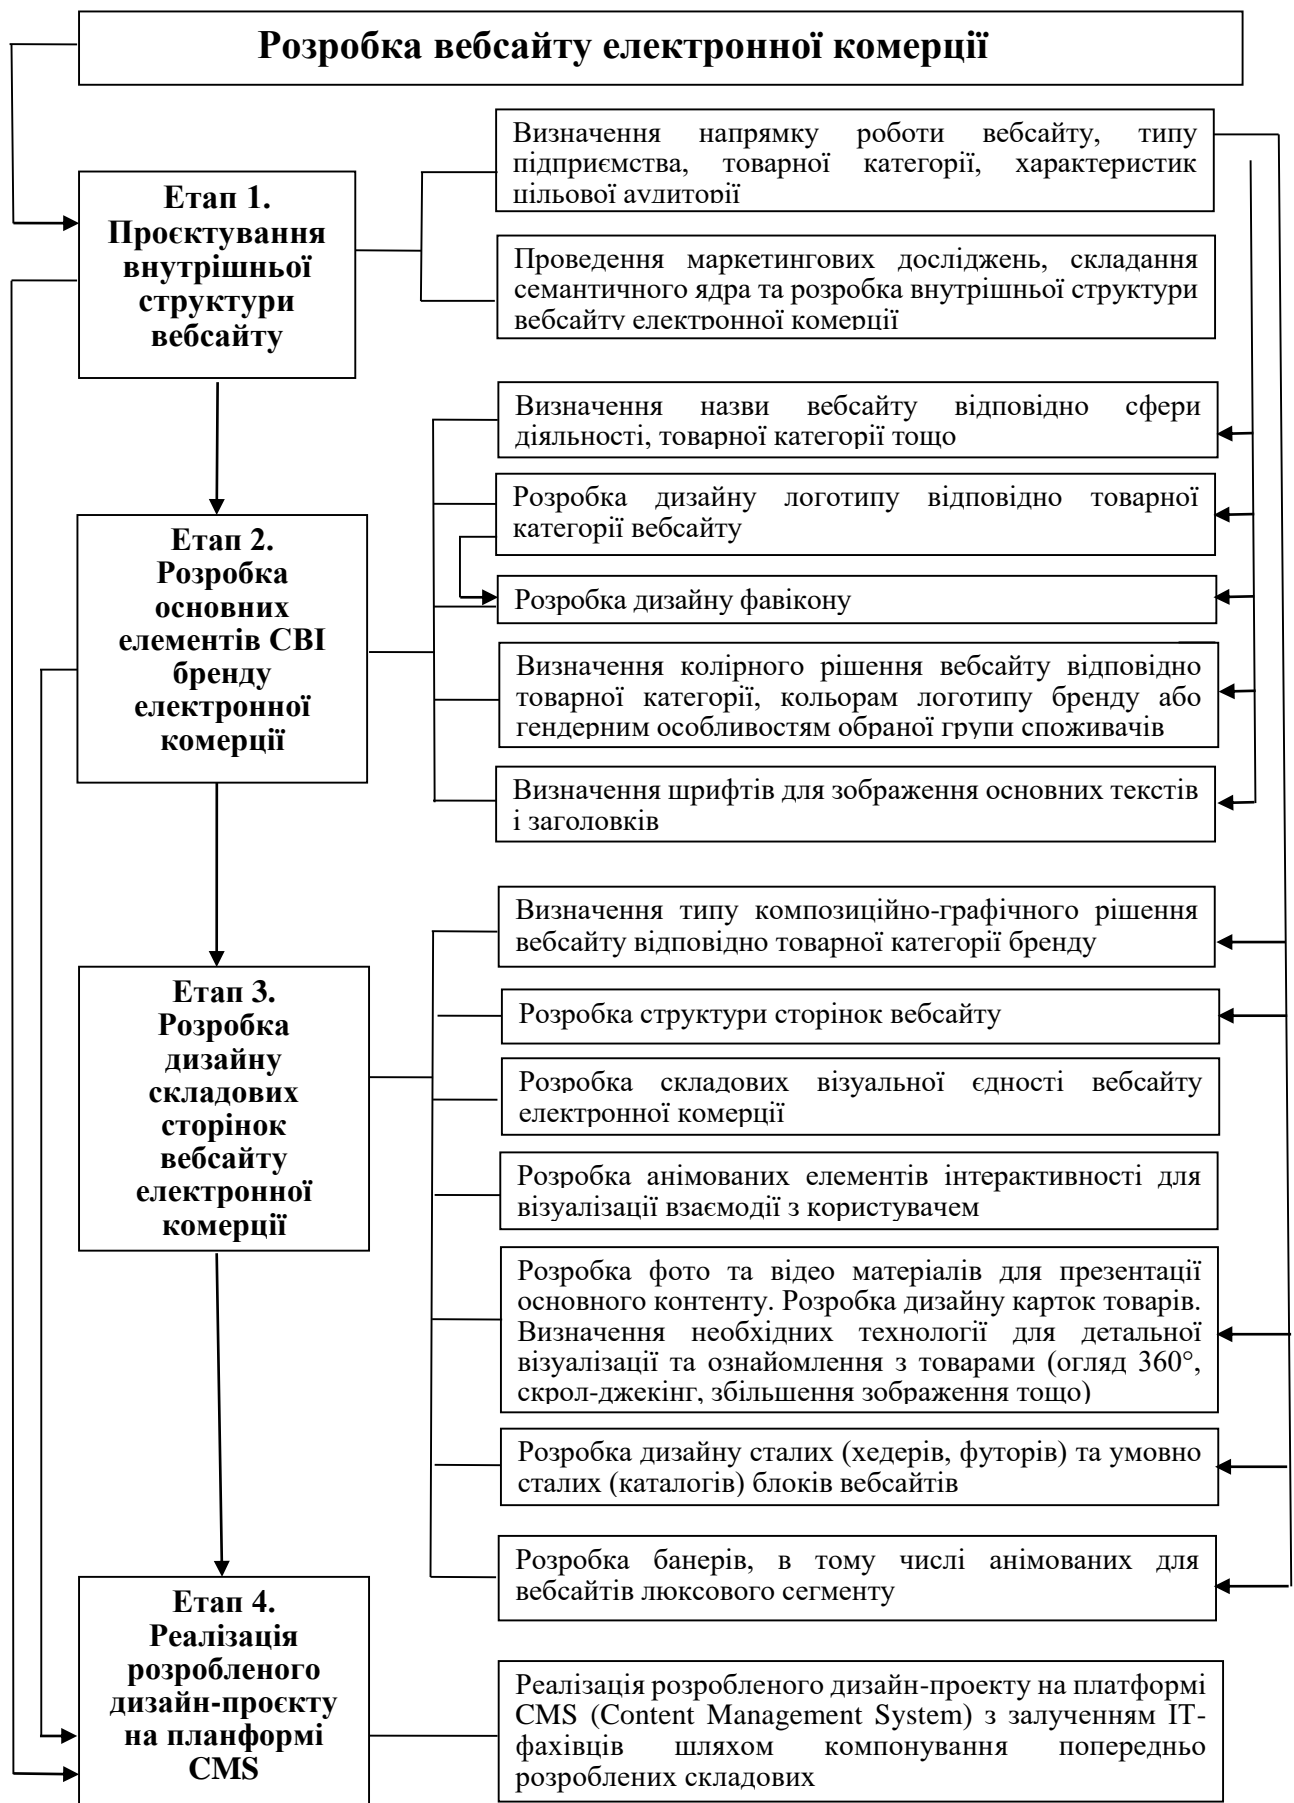 Розробка вебсайту електронної комерції
Визначення напрямку роботи вебсайту, типу
підприємства, товарної категорії, характеристик
цільової аудиторії
Етап 1.
Проєктування
внутрішньої
структури
вебсайту
Проведення маркетингових досліджень, складання
семантичного ядра та розробка внутрішньої структури
вебсайту електронної комерції
Визначення назви вебсайту відповідно сфери
діяльності, товарної категорії тощо
Розробка дизайну логотипу відповідно товарної
категорії вебсайту
Етап 2.
Розробка
основних
елементів СВІ
бренду
електронної
комерції
Розробка дизайну фавікону
Визначення колірного рішення вебсайту відповідно
товарної категорії, кольорам логотипу бренду або
гендерним особливостям обраної групи споживачів
Визначення шрифтів для зображення основних текстів
і заголовків
Визначення типу композиційно-графічного рішення
вебсайту відповідно товарної категорії бренду
Етап 3.
Розробка
дизайну
складових
сторінок
вебсайту
електронної
комерції
Розробка структури сторінок вебсайту
Розробка складових візуальної єдності вебсайту
електронної комерції
Розробка анімованих елементів інтерактивності для
візуалізації взаємодії з користувачем
Розробка фото та відео матеріалів для презентації
основного контенту. Розробка дизайну карток товарів.
Визначення необхідних технології для детальної
візуалізації та ознайомлення з товарами (огляд 360°,
скрол-джекінг, збільшення зображення тощо)
Розробка дизайну сталих (хедерів, футорів) та умовно
сталих (каталогів) блоків вебсайтів
Розробка банерів, в тому числі анімованих для
вебсайтів люксового сегменту
Етап 4.
Реалізація
розробленого
дизайн-проєкту
на планформі
CMS
Реалізація розробленого дизайн-проекту на платформі
CMS (Content Management System) з залученням ІТ-
фахівців шляхом компонування попередньо
розроблених складових